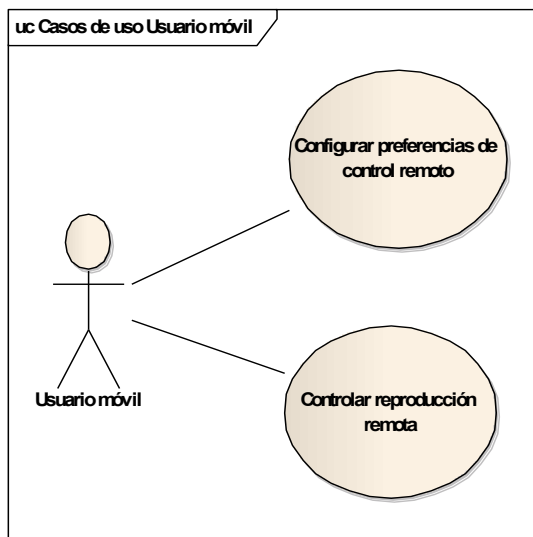 uc Casos de uso Usuario móvil
Configurar preferencias de
control remoto
Usuario móvil
Controlar reproducción
remota